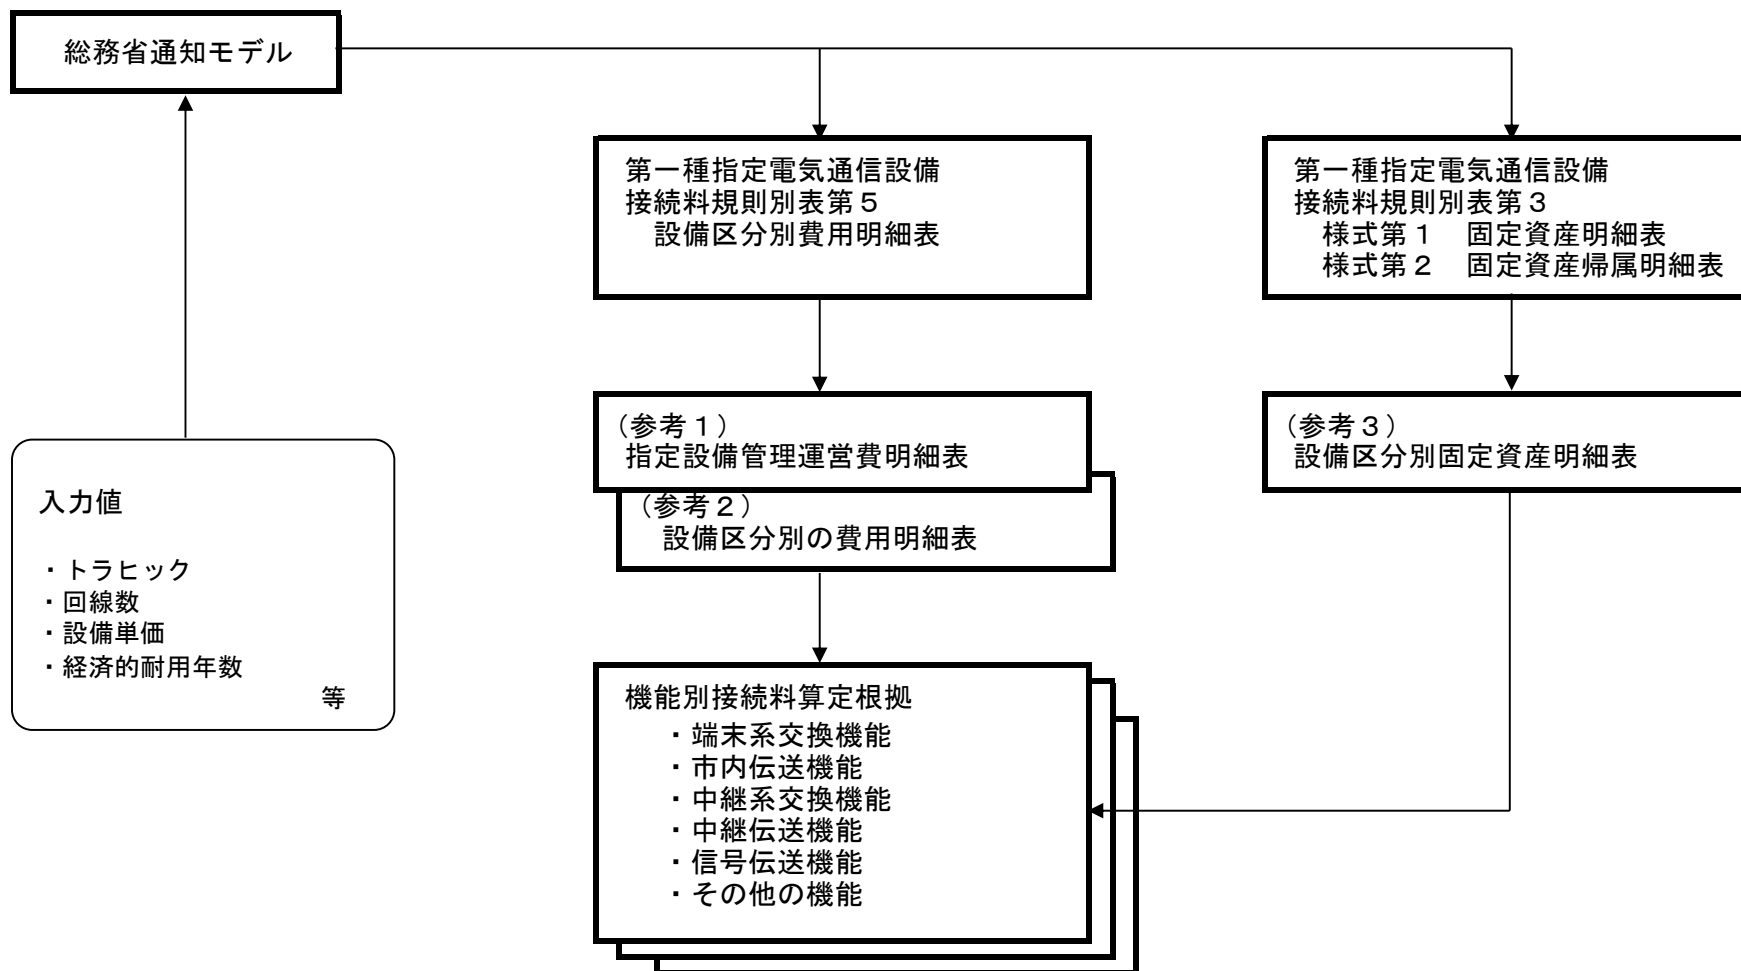 総務省通知モデル
第一種指定電気通信設備
接続料規則別表第５
設備区分別費用明細表
第一種指定電気通信設備
接続料規則別表第３
様式第１　固定資産明細表
様式第２　固定資産帰属明細表
（参考１）
指定設備管理運営費明細表
（参考２）
設備区分別の費用明細表
（参考３）
設備区分別固定資産明細表
入力値
・トラヒック
・回線数
・設備単価
・経済的耐用年数
等
機能別接続料算定根拠
・端末系交換機能
・市内伝送機能
・中継系交換機能
・中継伝送機能
・信号伝送機能
・その他の機能